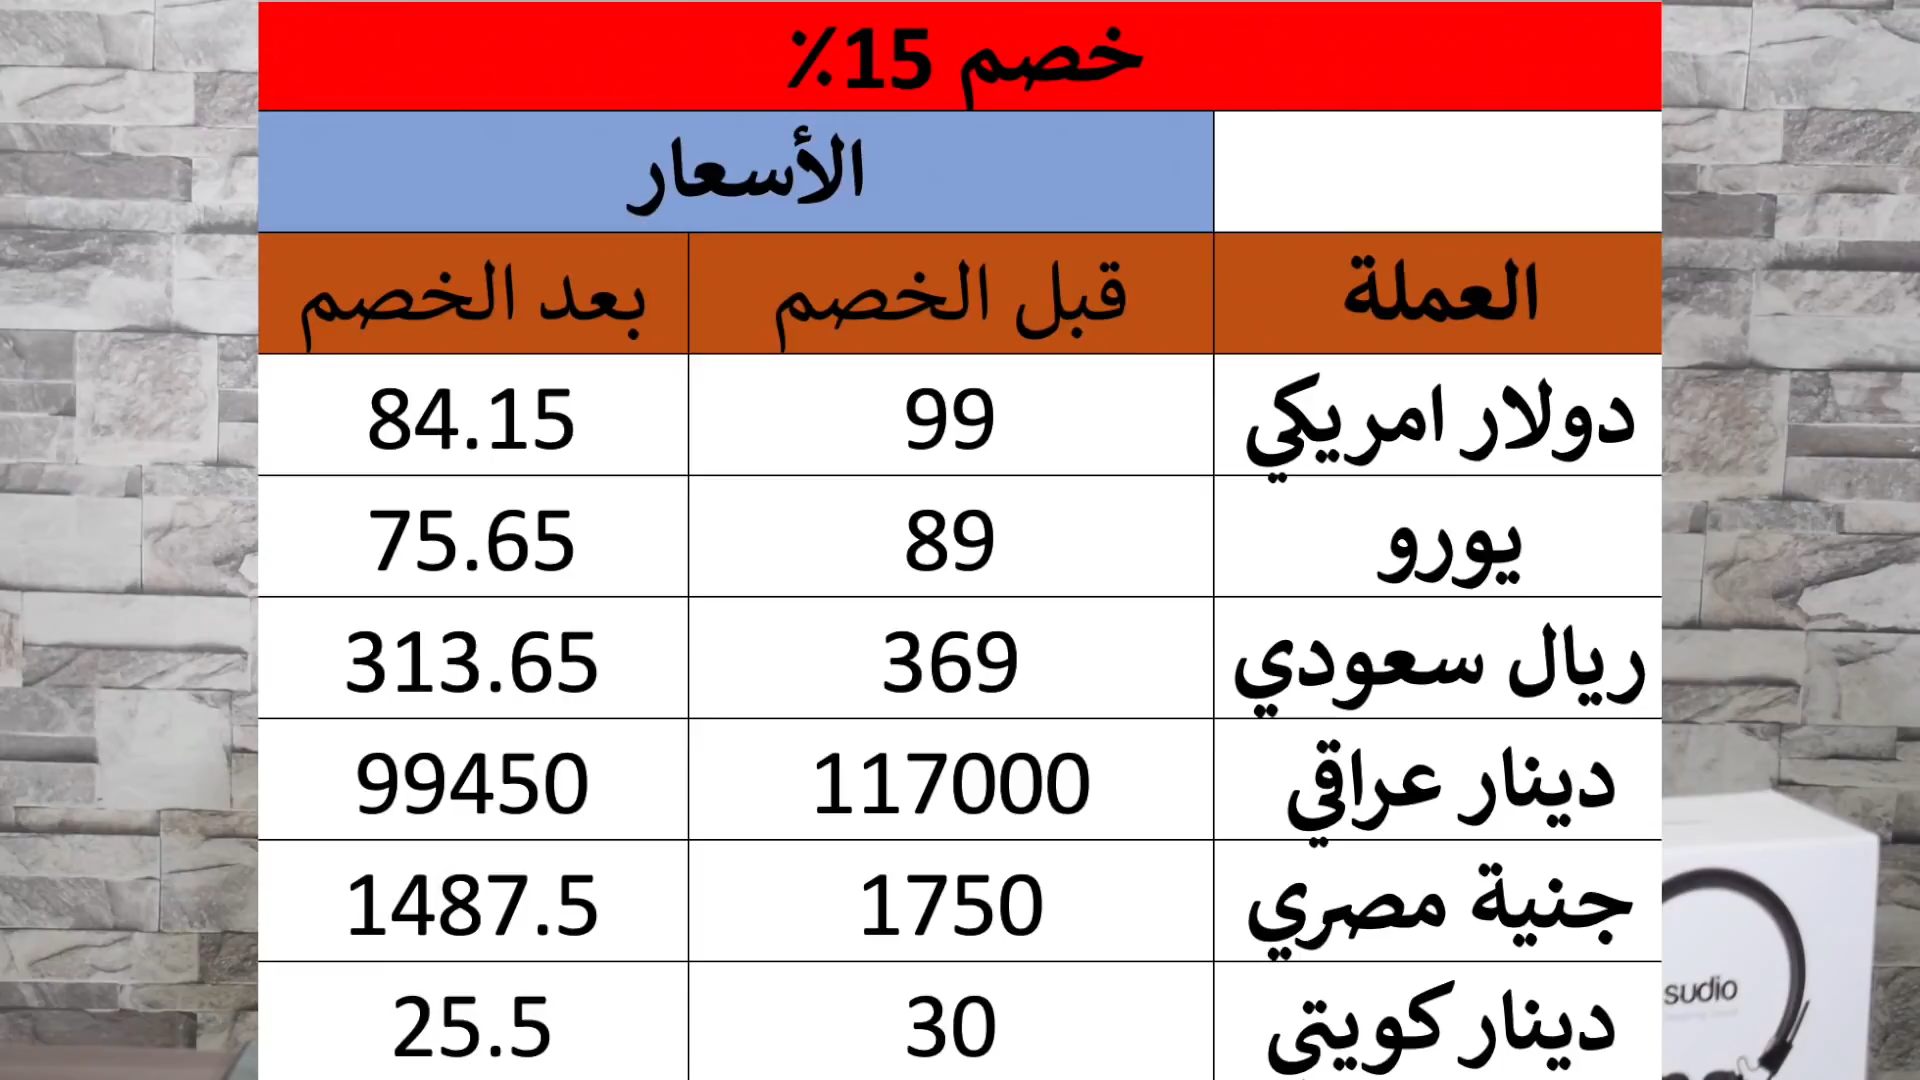 خصم 15٪
الأسعار
العملة قبل الخصم بعد الخصم
دولار امريكي 99 84.15
يورو 89 75.65
ريال سعودي 369 313.65
دينار عراقي 117000 99450
جنية مصري 1750 1487.5
دينار كويتي 30 25.5
sudio